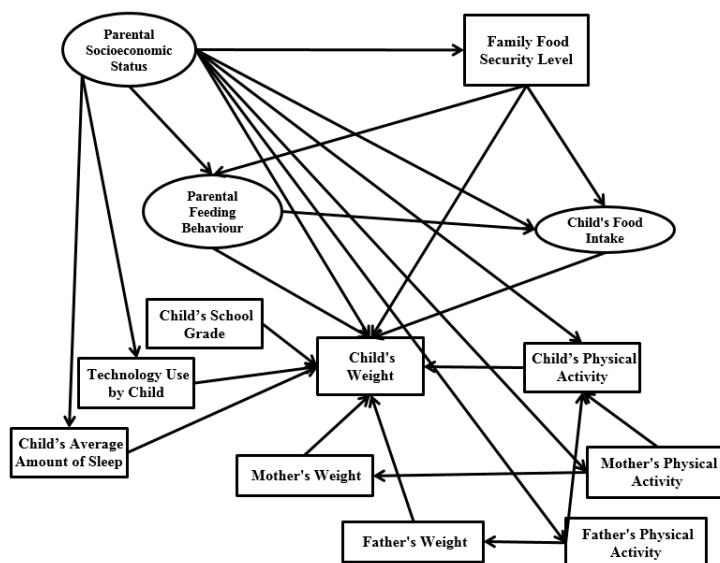 Parental
Socioeconomic
Status
Family Food
Security Level
Parental
Feeding
Behaviour
Child's Food
Intake
Child’s School
Grade
Child's
Weight
Child’s Physical
Activity
Technology Use
by Child
Child’s Average
Amount of Sleep
Mother's Weight
Mother's Physical
Activity
Father's Weight
Father's Physical
Activity